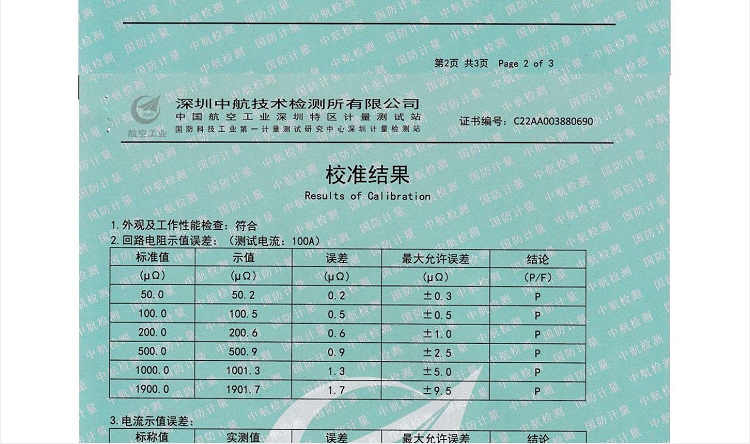 第2页 共3页 Page 2 of 3
航空工业
深圳中航技术检测所有限公司
中国航空工业深圳特区计量测试站
国防科技工业第一计量测试研究中心深圳计量检测站
证书编号：C22AA003880690
校准结果
Results of Calibration
1.外观及工作性能检查：符合
2.回路电阻示值误差：（测试电流：100A）
标准值 示值 误差 最大允许误差 结论
(μΩ) (μΩ) (μΩ) (μΩ) (P/F)
50.0 50.2 0.2 ±0.3 P
100.0 100.5 0.5 ±0.5 P
200.0 200.6 0.6 ±1.0 P
500.0 500.9 0.9 ±2.5 P
1000.0 1001.3 1.3 ±5.0 P
1900.0 1901.7 1.7 ±9.5 P
3.电流示值误差：
标称值 实测值 误差 最大允许误差 结论